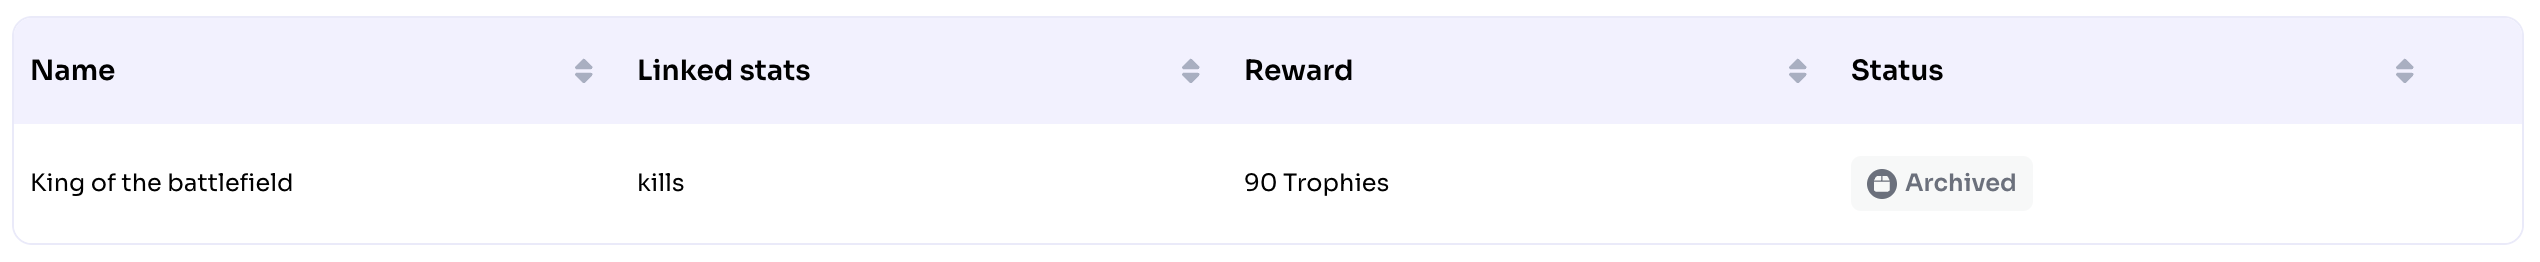 Name Linked stats Reward Status
King of the battlefield kills 90 Trophies Archived